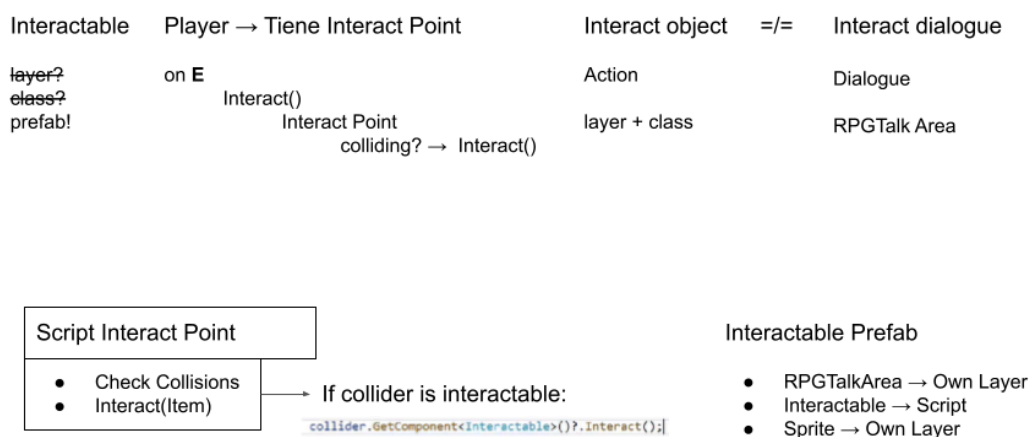 Interactable
layer?
class?
prefab!
Player → Tiene Interact Point
on E
Interact()
Interact Point
colliding? → Interact()
Interact object =/= Interact dialogue
Action
Dialogue
layer + class
RPGTalk Area
Script Interact Point
● Check Collisions
● Interact(Item)
If collider is interactable:
collider.GetComponent<Interactable>()?.Interact();
Interactable Prefab
● RPGTalkArea → Own Layer
● Interactable → Script
● Sprite → Own Layer